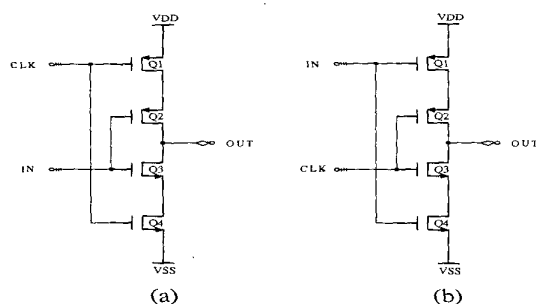 VDD
CLK
Q1
Q2
OUT
IN
Q3
Q4
VSS
(a)
VDD
IN
Q1
Q2
OUT
CLK
Q3
Q4
VSS
(b)